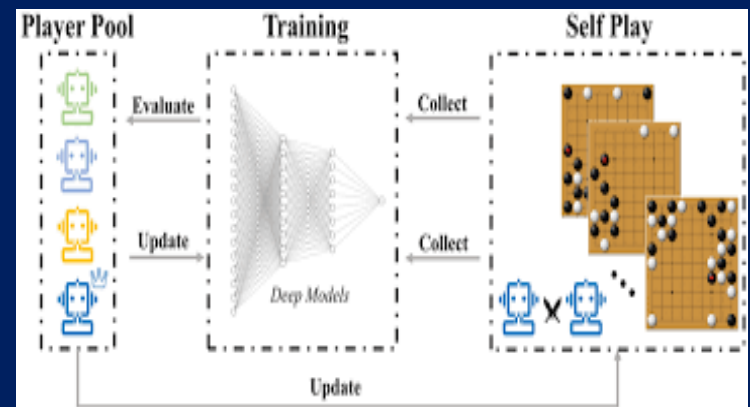 Player Pool
Training
Self Play
Evaluate
Collect
Update
Collect
Deep Models
Update